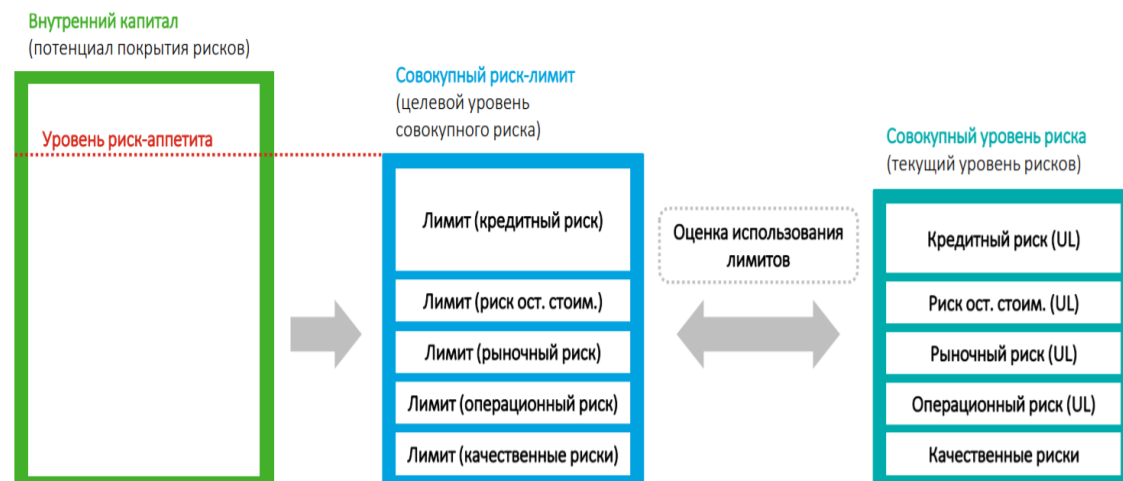 Внутренний капитал
(потенциал покрытия рисков)
Уровень риск-аппетита
Совокупный риск-лимит
(целевой уровень
совокупного риска)
Лимит (кредитный риск)
Лимит (риск ост. стоим.)
Лимит (рыночный риск)
Лимит (операционный риск)
Лимит (качественные риски)
Оценка использования
лимитов
Совокупный уровень риска
(текущий уровень рисков)
Кредитный риск (UL)
Риск ост. стоим. (UL)
Рыночный риск (UL)
Операционный риск (UL)
Качественные риски